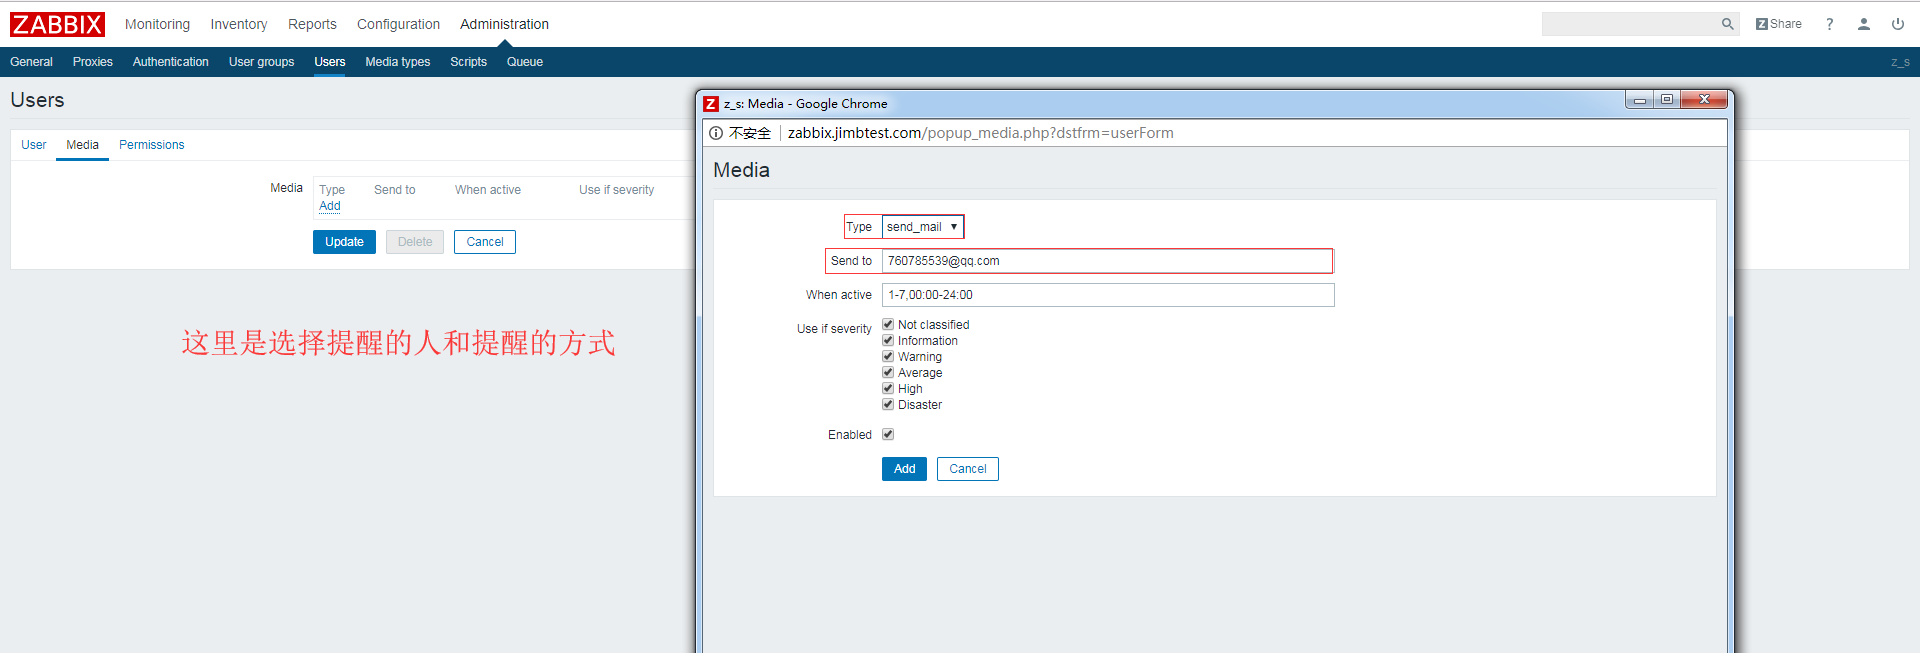 ZABBIX Monitoring Inventory Reports Configuration Administration Z Share ?
General Proxies Authentication User groups Users Media types Scripts Queue z_s
Users
User Media Permissions
Media Type Send to When active Use if severity
Add
Update Delete Cancel
这里是选择提醒的人和提醒的方式
Z z_s: Media - Google Chrome
不安全 zabbix.jimbtest.com/popup_media.php?dstfrm=userForm
Media
Type send_mail
Send to 760785539@qq.com
When active 1-7,00:00-24:00
Use if severity Not classified
Information
Warning
Average
High
Disaster
Enabled
Add Cancel